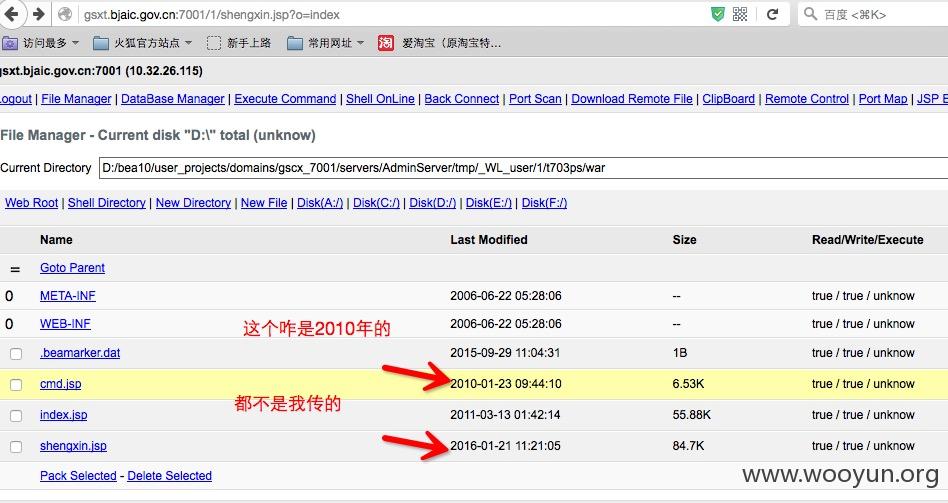 gsxt.bjaic.gov.cn:7001/1/shengxin.jsp?o=index
百度 <⌘K>
访问最多 火狐官方站点 新手上路 常用网址 淘 爱淘宝（原淘宝特…
gsxt.bjaic.gov.cn:7001 (10.32.26.115)
Logout | File Manager | DataBase Manager | Execute Command | Shell OnLine | Back Connect | Port Scan | Download Remote File | ClipBoard | Remote Control | Port Map | JSP E
File Manager - Current disk "D:\" total (unknow)
Current Directory D:/bea10/user_projects/domains/gscx_7001/servers/AdminServer/tmp/_WL_user/1/t703ps/war
Web Root | Shell Directory | New Directory | New File | Disk(A:/) | Disk(C:/) | Disk(D:/) | Disk(E:/) | Disk(F:/)
Name Last Modified Size Read/Write/Execute
= Goto Parent
0 META-INF 2006-06-22 05:28:06 -- true / true / unknow
0 WEB-INF 2006-06-22 05:28:06 -- true / true / unknow
这个咋是2010年的
.beamarker.dat 2015-09-29 11:04:31 1B true / true / unknow
cmd.jsp 2010-01-23 09:44:10 6.53K true / true / unknow
都不是我传的
index.jsp 2011-03-13 01:42:14 55.88K true / true / unknow
shengxin.jsp 2016-01-21 11:21:05 84.7K true / true / unknow
Pack Selected - Delete Selected
www.wooyun.org